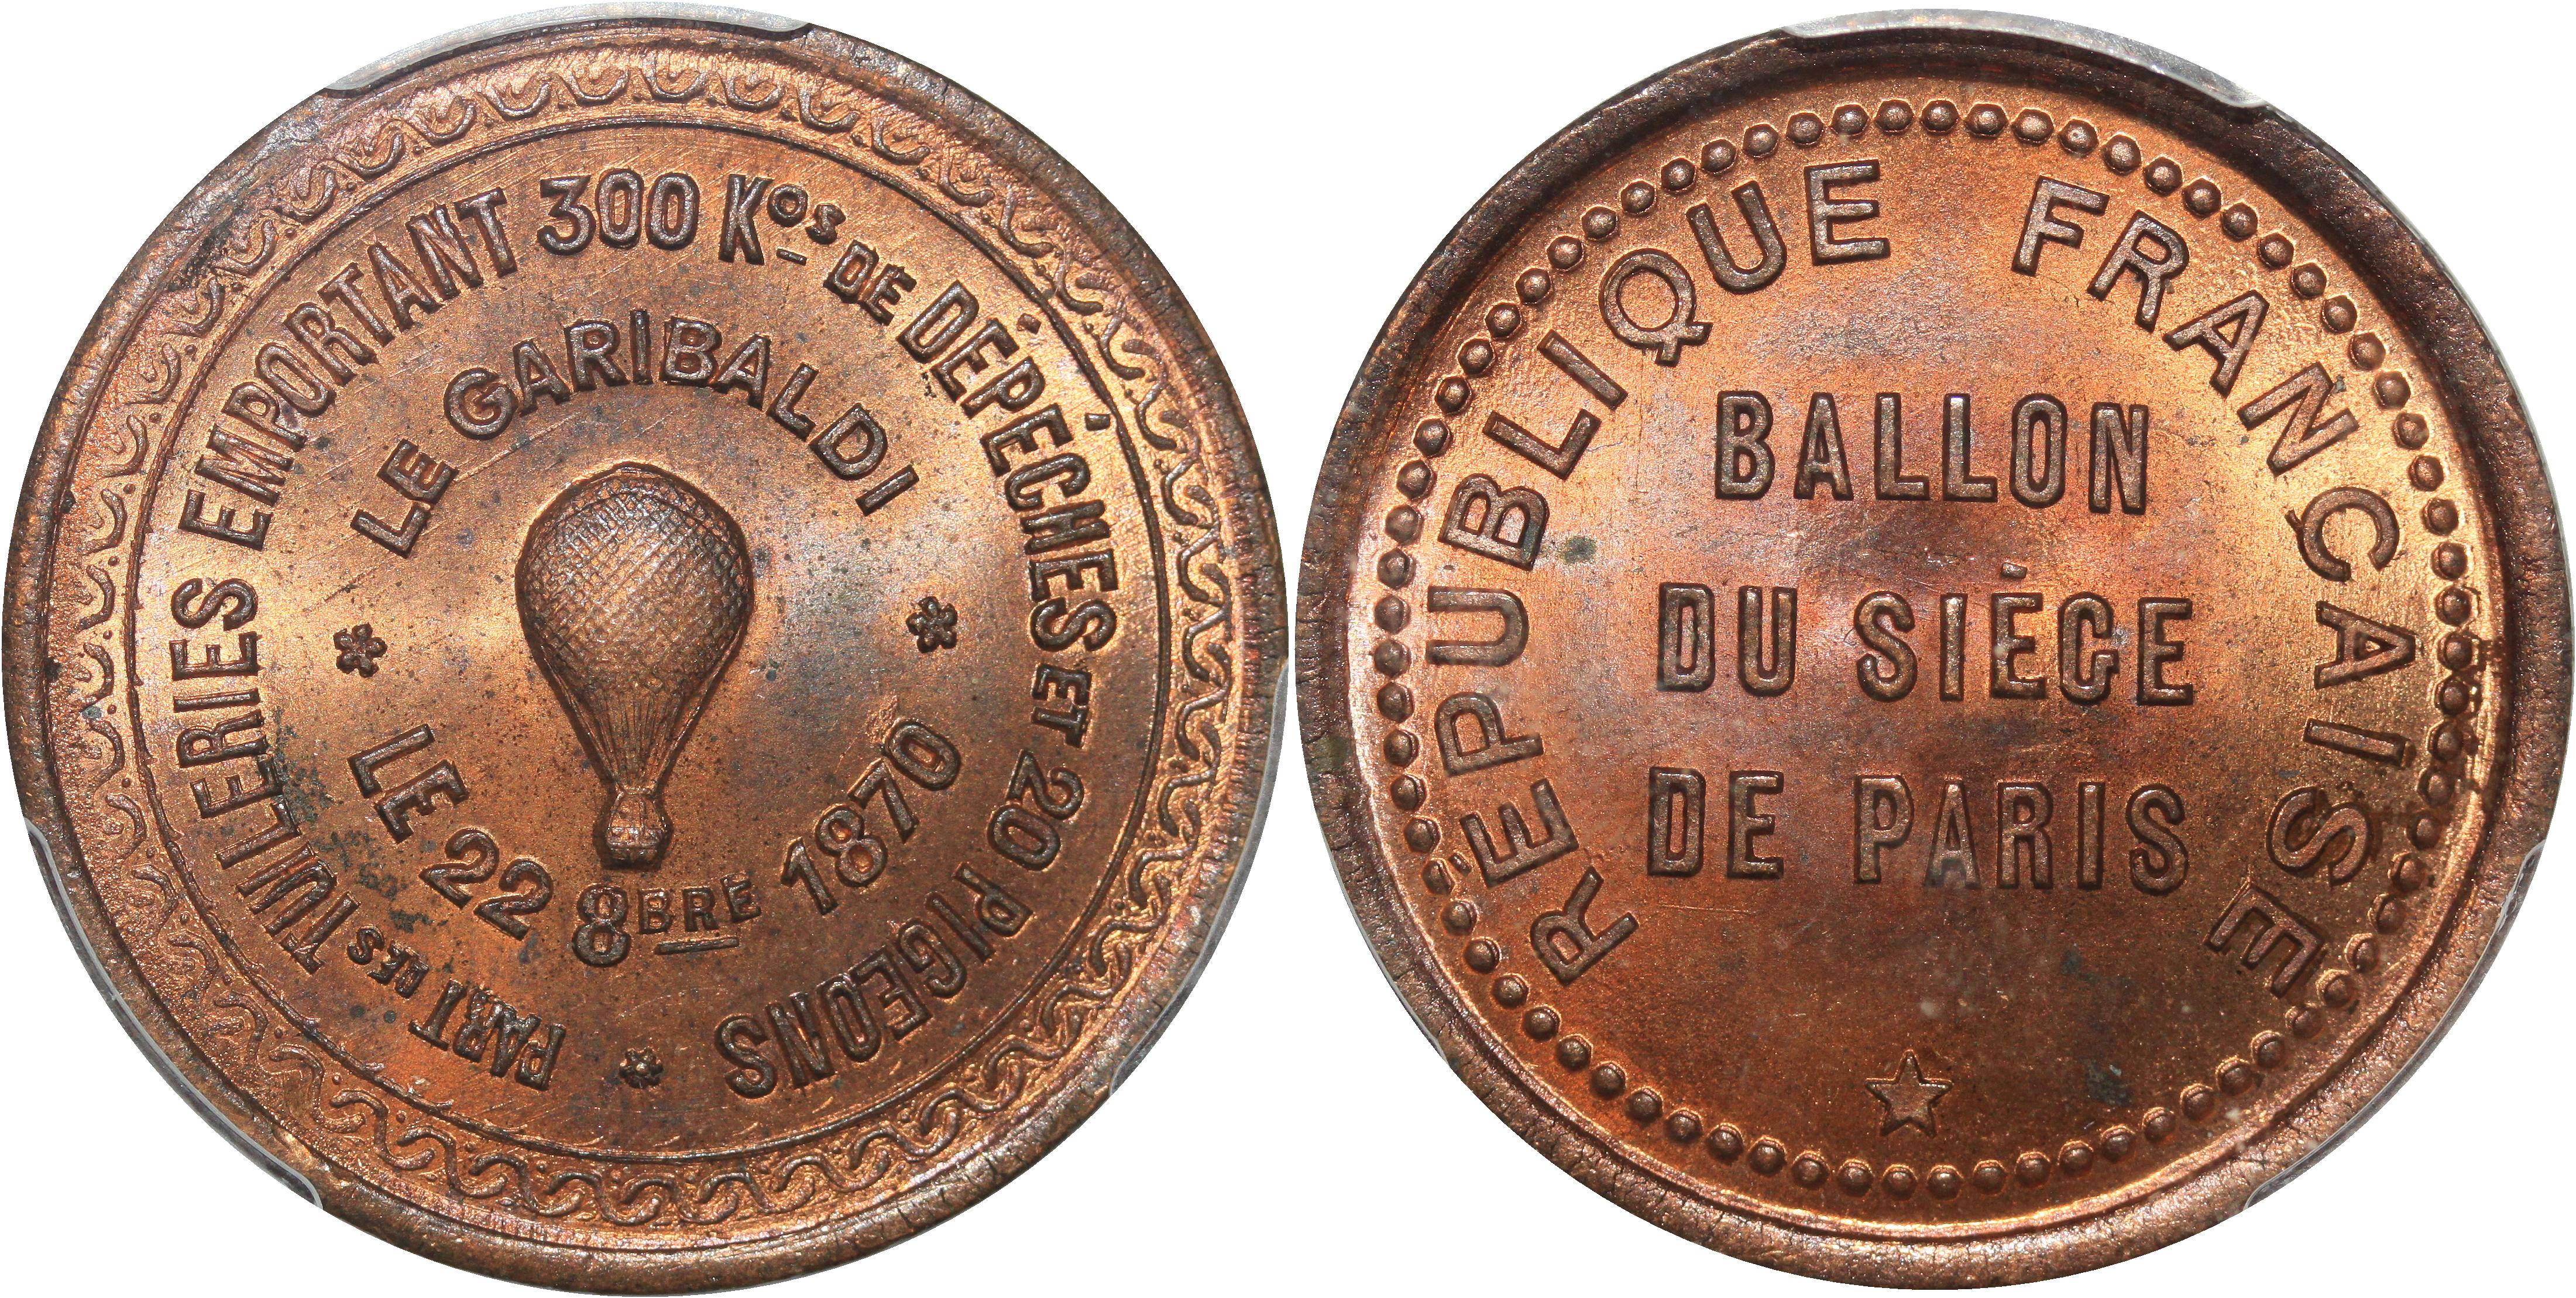 PART DES TUILERIES EMPORTANT 300 KOS DE DÉPÊCHES ET 20 PIGEONS
LE GARIBALDI
LE 22 8BRE 1870
RÉPUBLIQUE FRANÇAISE
BALLON
DU SIÉGE
DE PARIS